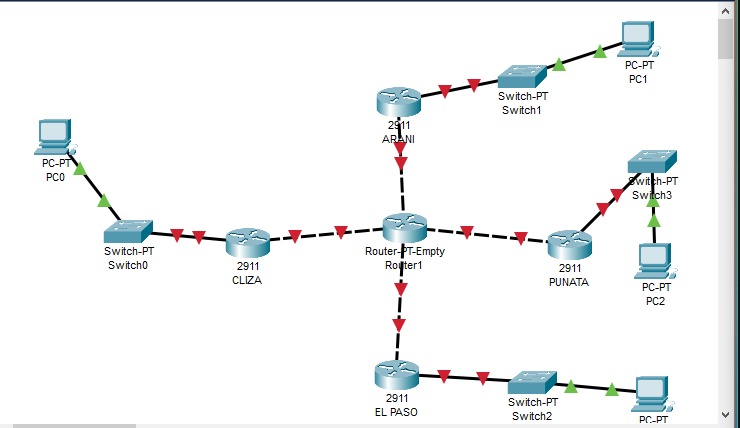 PC-PT
PC1
Switch-PT
Switch1
2911
ARANI
PC-PT
PC0
Switch-PT
Switch3
Switch-PT
Switch0
2911
CLIZA
Router-PT-Empty
Router1
2911
PUNATA
PC-PT
PC2
2911
EL PASO
Switch-PT
Switch2
PC-PT